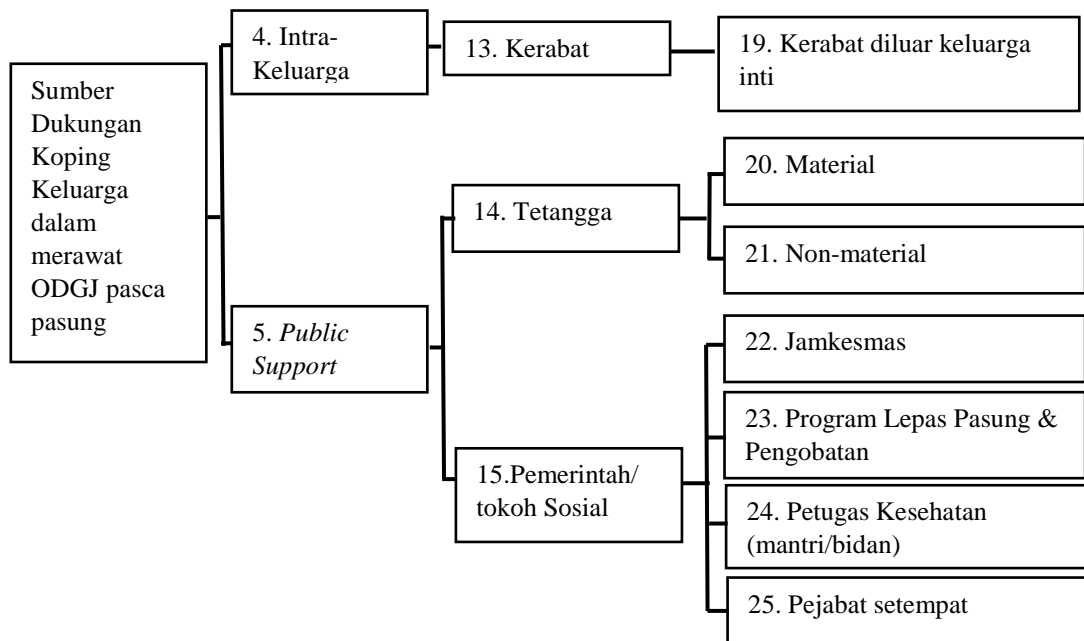 Sumber
Dukungan
Koping
Keluarga
dalam
merawat
ODGJ pasca
pasung
4. Intra-
Keluarga
13. Kerabat
19. Kerabat diluar keluarga
inti
5. Public
Support
14. Tetangga
20. Material
21. Non-material
15.Pemerintah/
tokoh Sosial
22. Jamkesmas
23. Program Lepas Pasung &
Pengobatan
24. Petugas Kesehatan
(mantri/bidan)
25. Pejabat setempat